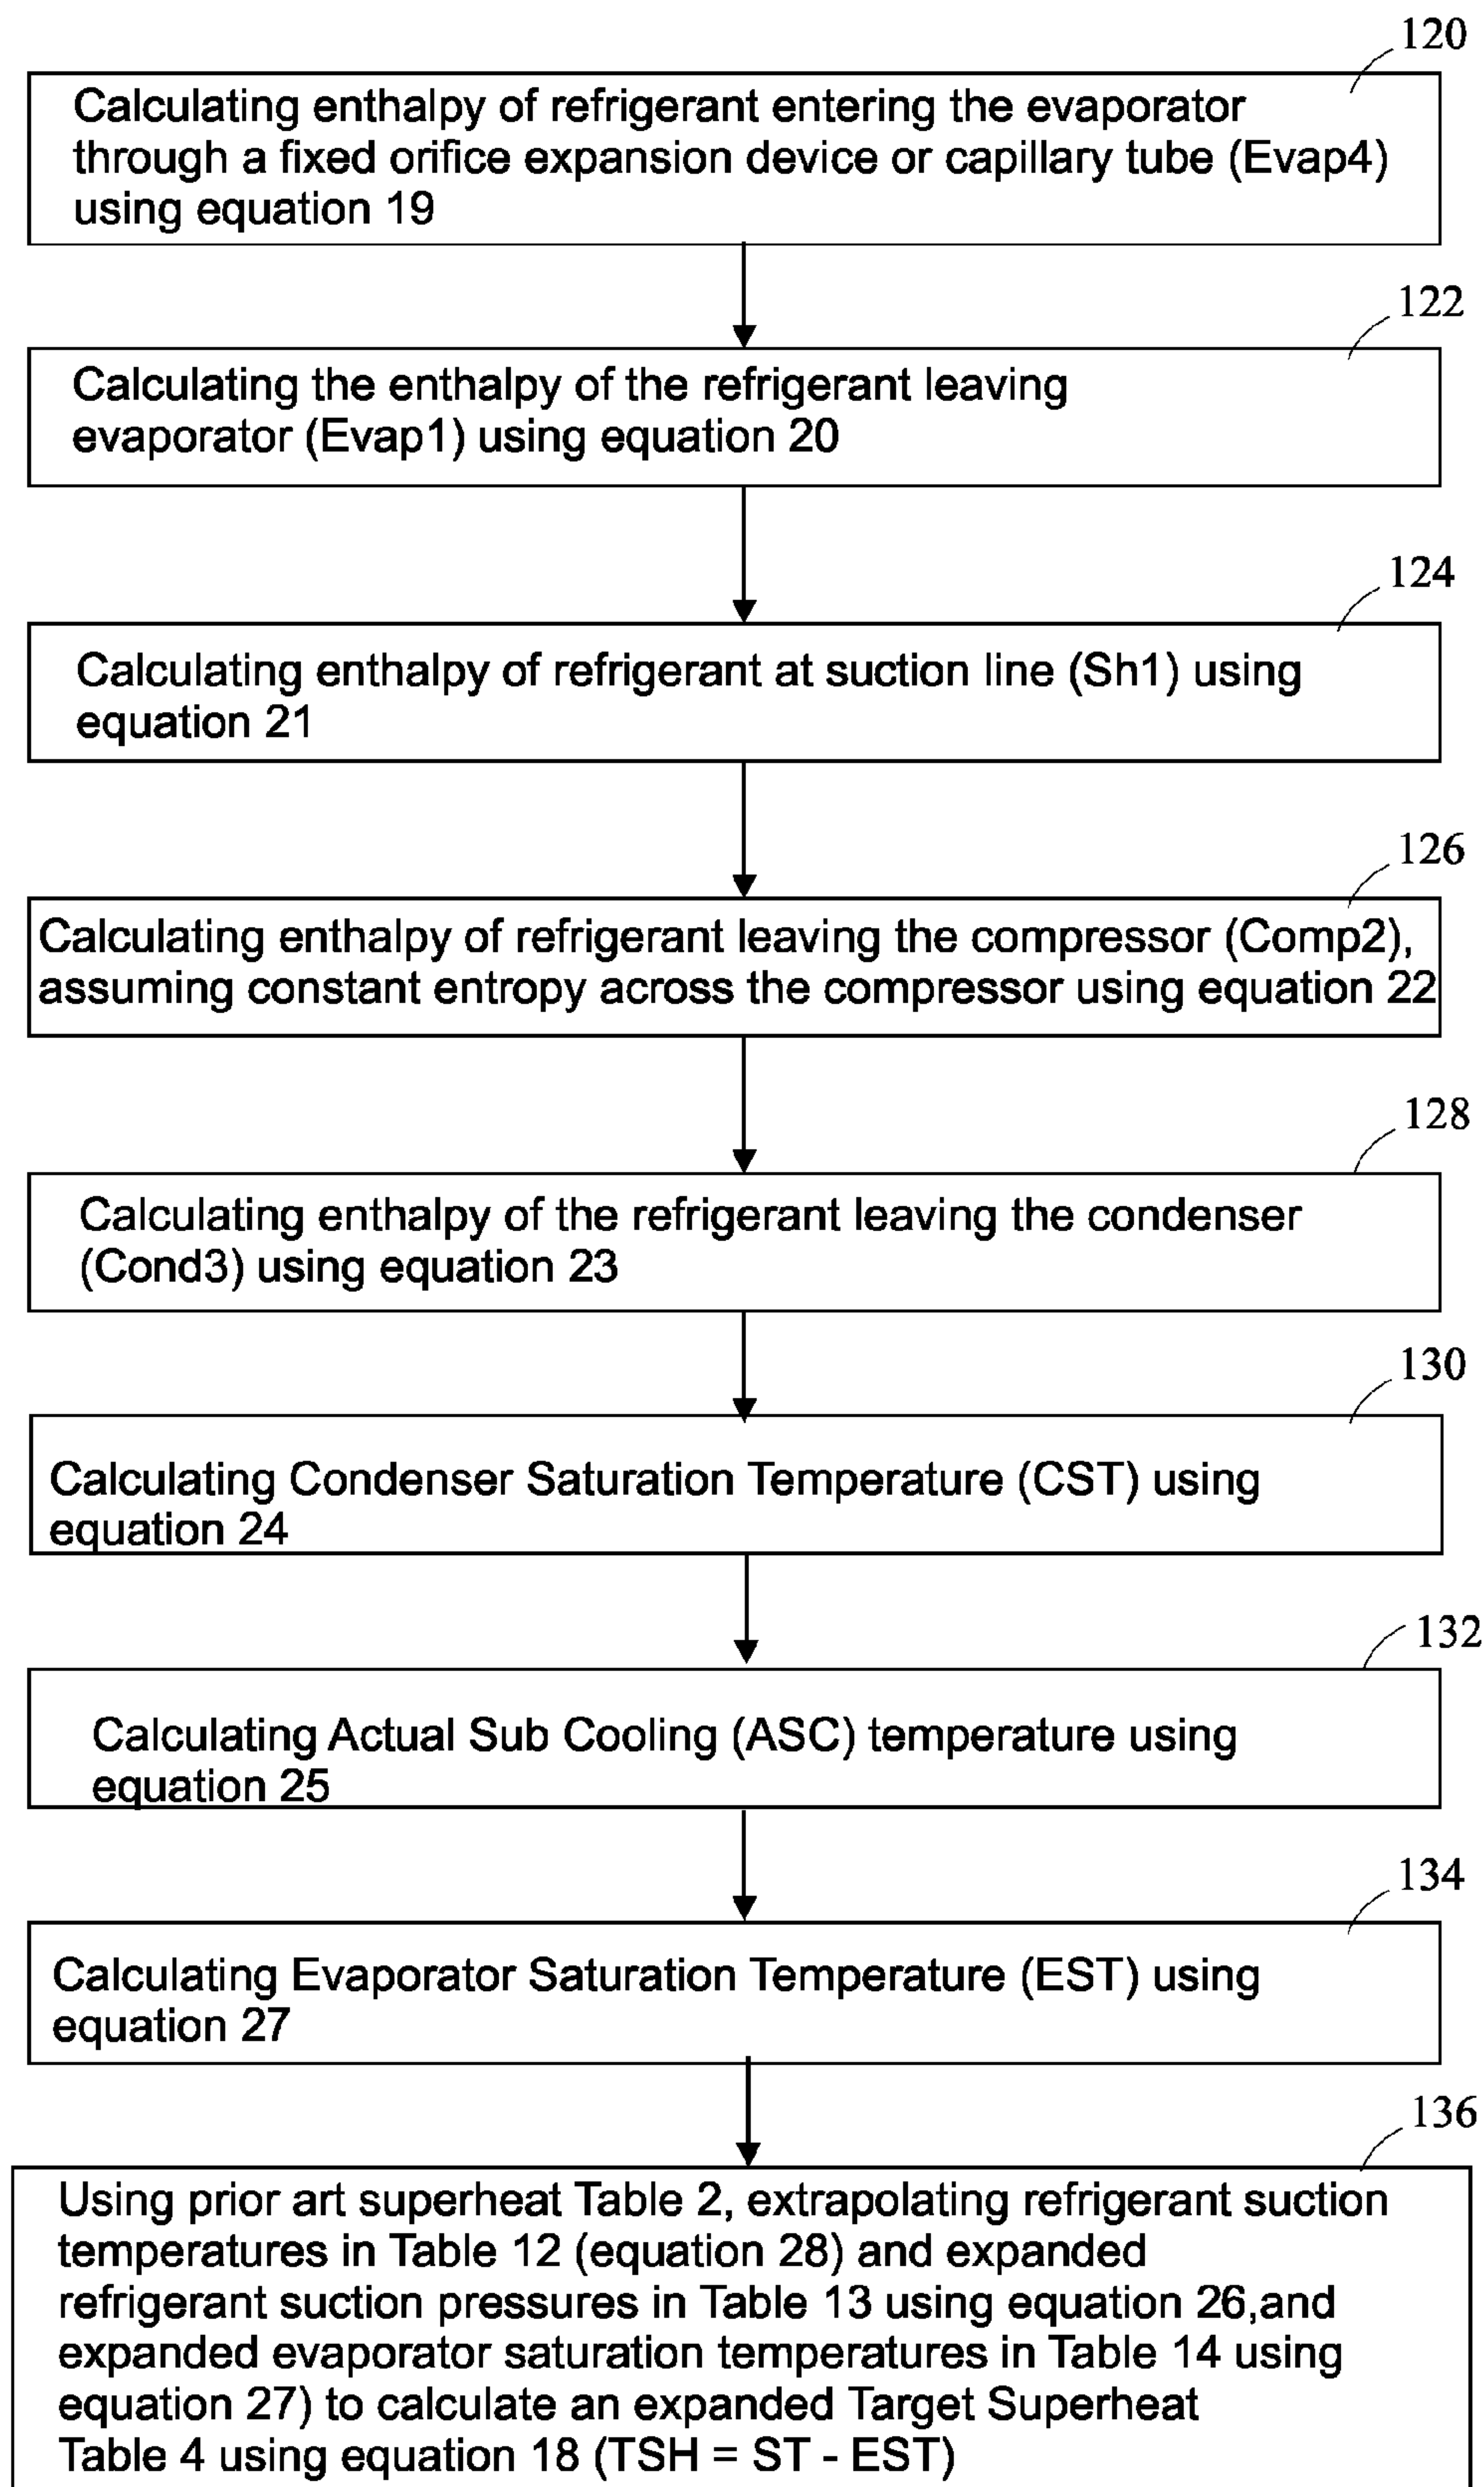 120
Calculating enthalpy of refrigerant entering the evaporator
through a fixed orifice expansion device or capillary tube (Evap4)
using equation 19
122
Calculating the enthalpy of the refrigerant leaving
evaporator (Evap1) using equation 20
124
Calculating enthalpy of refrigerant at suction line (Sh1) using
equation 21
126
Calculating enthalpy of refrigerant leaving the compressor (Comp2),
assuming constant entropy across the compressor using equation 22
128
Calculating enthalpy of the refrigerant leaving the condenser
(Cond3) using equation 23
130
Calculating Condenser Saturation Temperature (CST) using
equation 24
132
Calculating Actual Sub Cooling (ASC) temperature using
equation 25
134
Calculating Evaporator Saturation Temperature (EST) using
equation 27
136
Using prior art superheat Table 2, extrapolating refrigerant suction
temperatures in Table 12 (equation 28) and expanded
refrigerant suction pressures in Table 13 using equation 26,and
expanded evaporator saturation temperatures in Table 14 using
equation 27) to calculate an expanded Target Superheat
Table 4 using equation 18 (TSH = ST - EST)